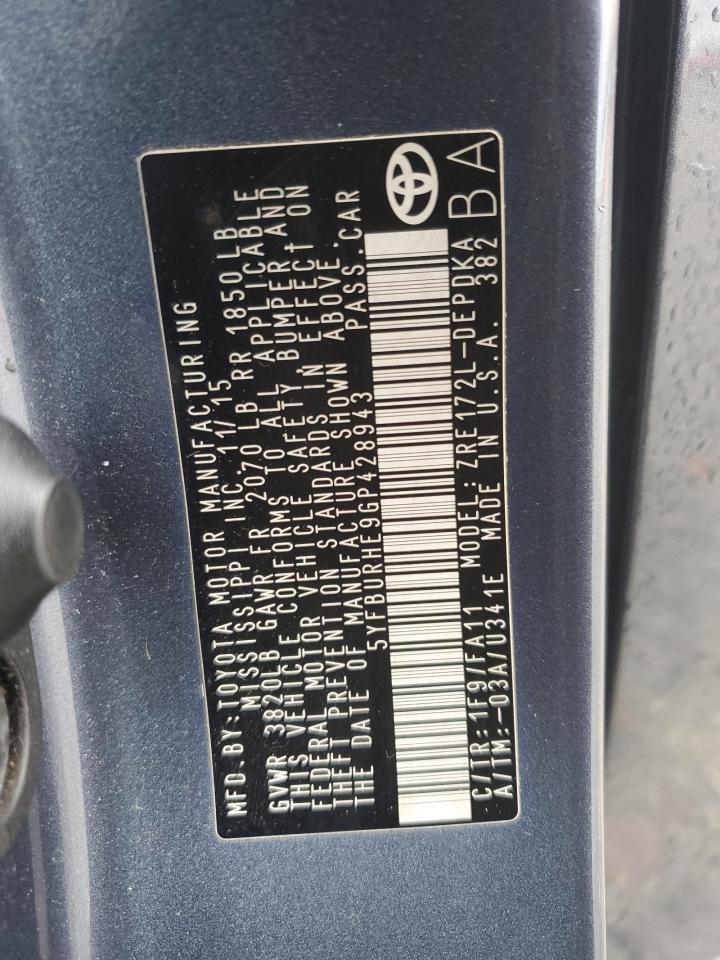 MFD.BY:TOYOTA MOTOR MANUFACTURING
MISSISSIPPI INC.11/15
GVWR 3820LB GAWR FR 2070 LB RR 1850 LB
THIS VEHICLE CONFORMS TO ALL APPLICABLE
FEDERAL MOTOR VEHICLE SAFETY,BUMPER,AND
THEFT PREVENTION STANDARDS IN EFFECT ON
THE DATE OF MANUFACTURE SHOWN ABOVE.
5YFBURHE9GP428943 PASS.CAR
C/TR:1F9/FA11 MODEL:ZRE172L-DEPDKA
A/TM:-03A/U341E MADE IN U.S.A. 382
BA